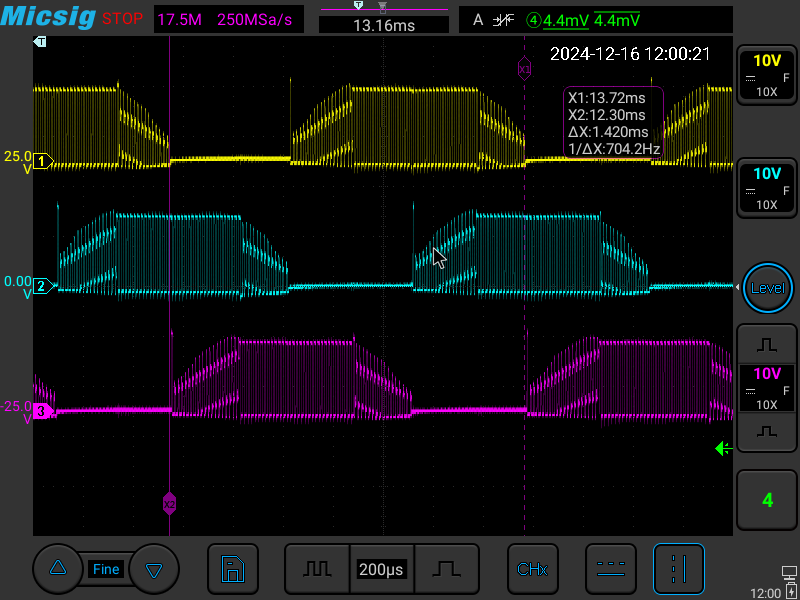 Micsig STOP 17.5M 250MSa/s T 13.16ms A 4 4.4mV 4.4mV
T
2024-12-16 12:00:21
X1
X1:13.72ms
X2:12.30ms
ΔX:1.420ms
1/ΔX:704.2Hz
10V
F
10X
25.0
V
1
10V
F
10X
0.00
V
2
Level
10V
F
10X
-25.0
V
3
X2
4
Fine
200µs
CHx
12:00